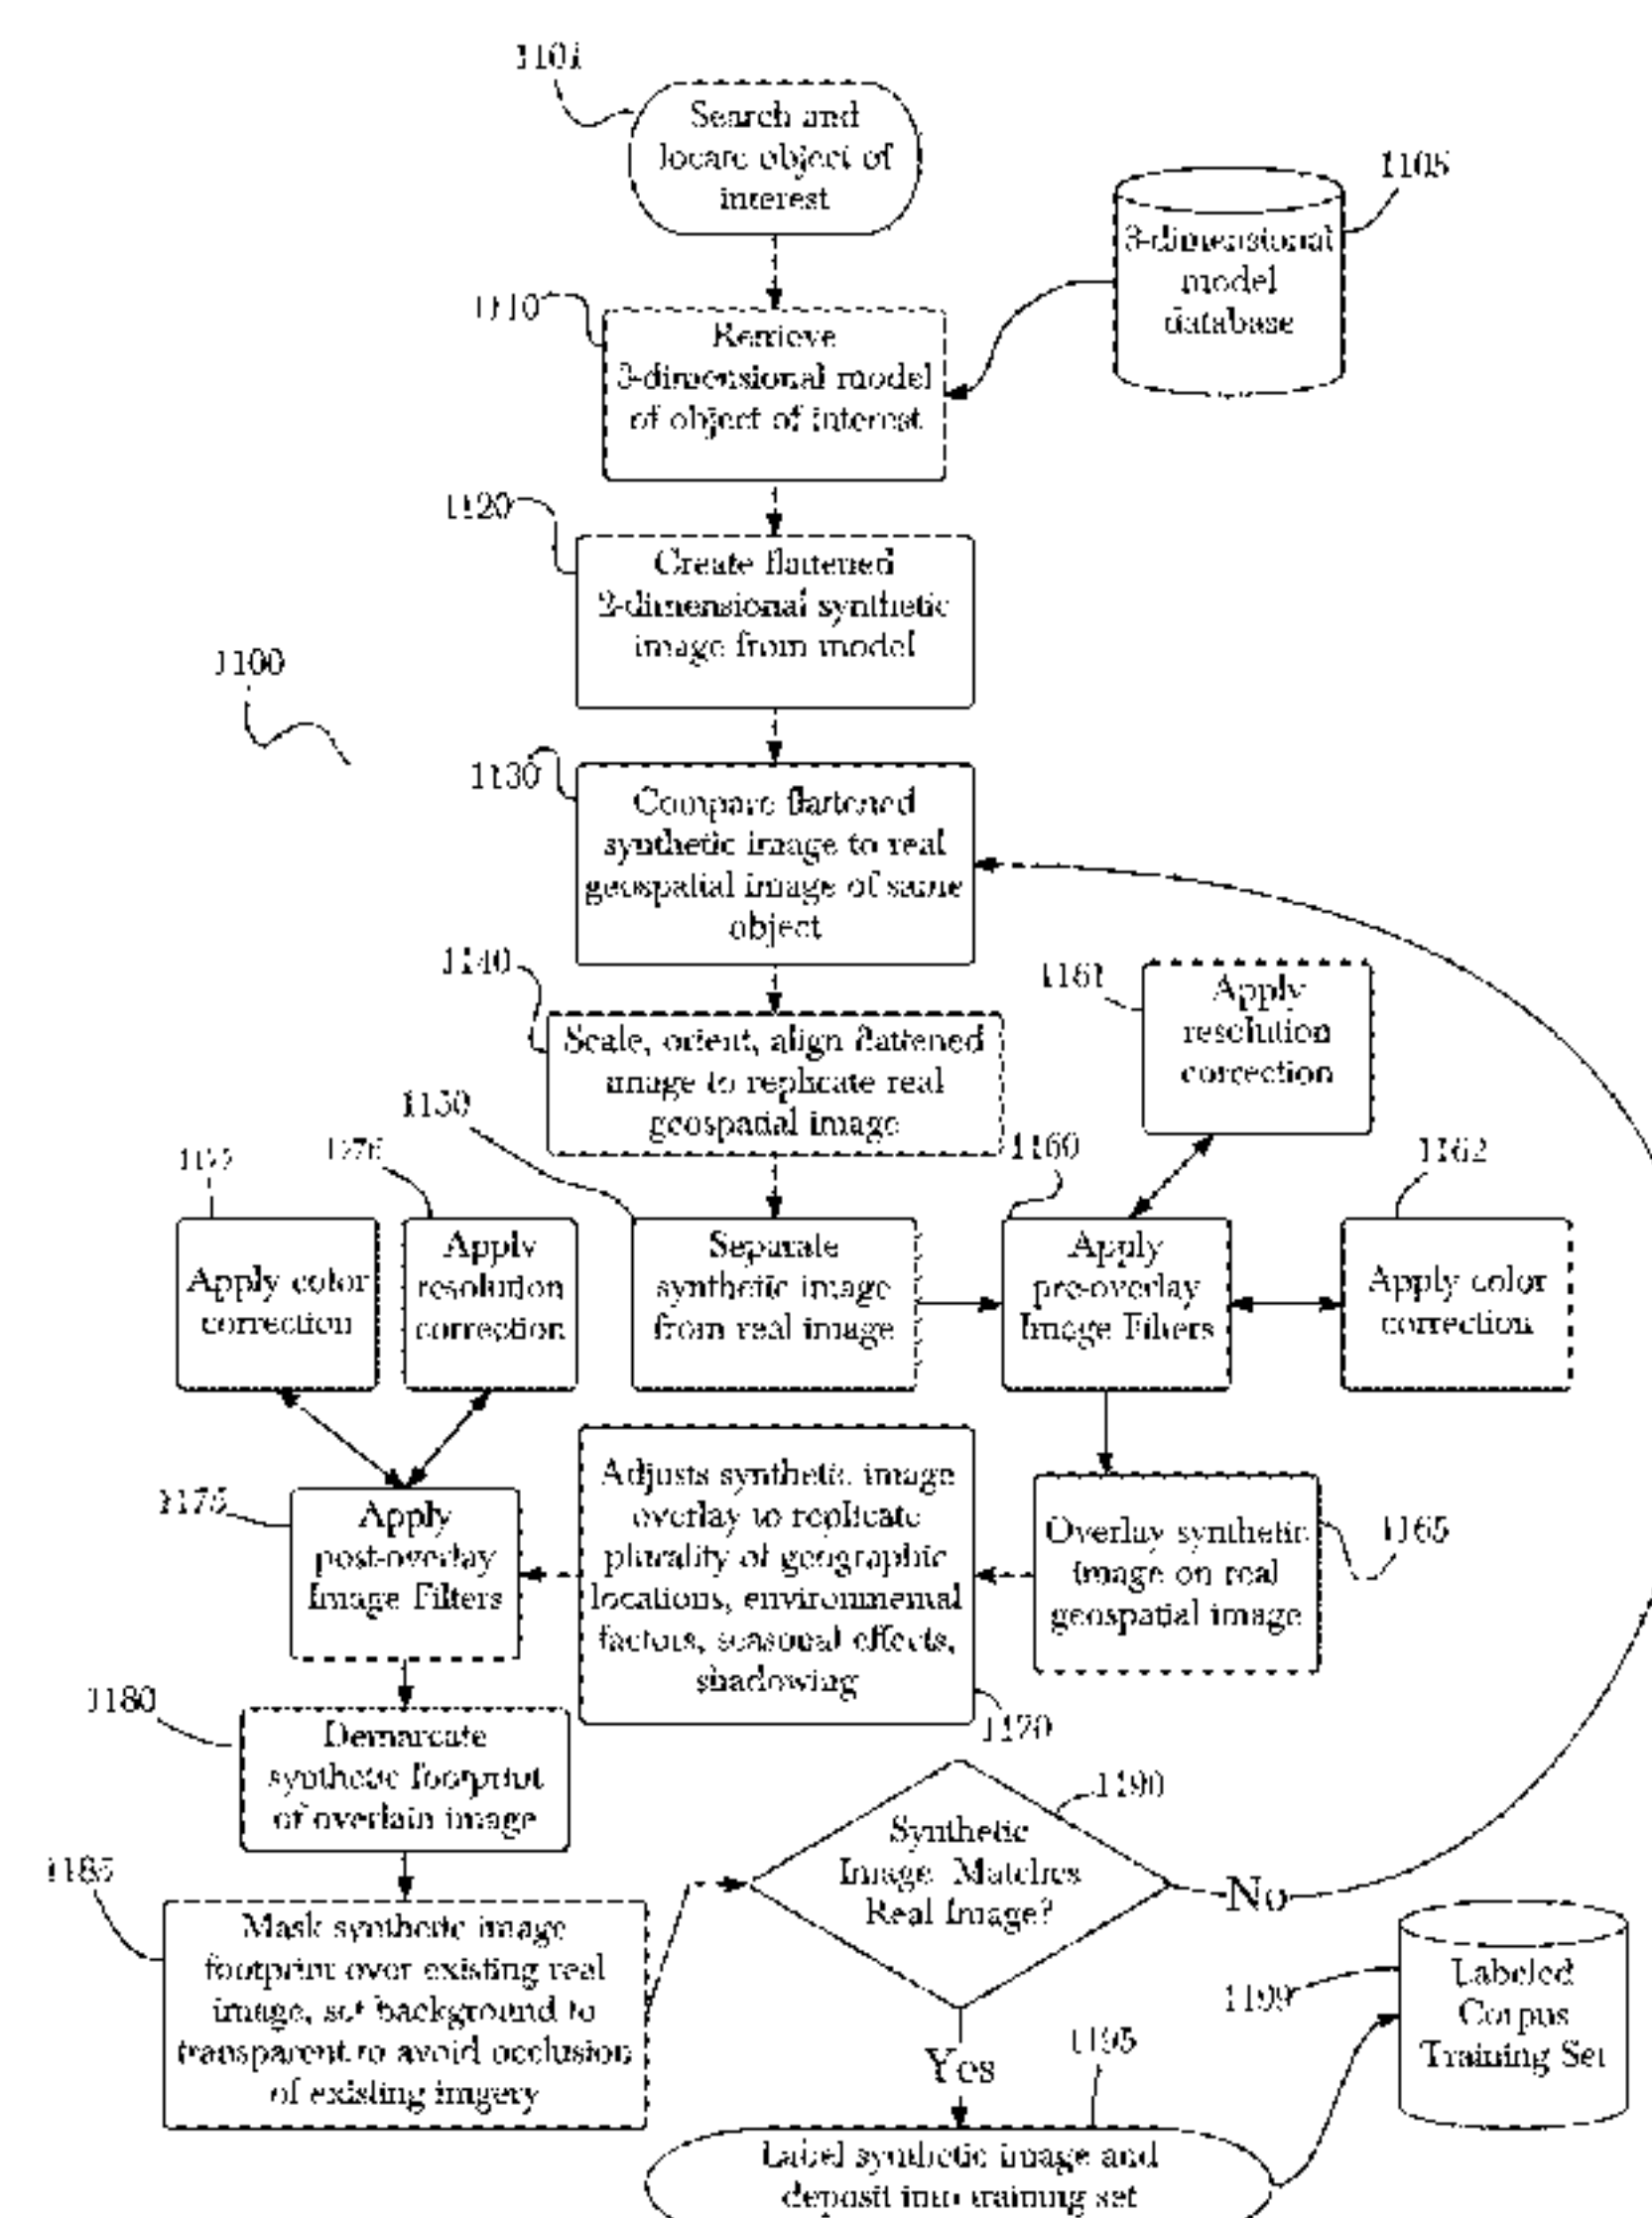 1101
Search and
locate object of
interest
1105
3-dimensional
model
database
1110
Retrieve
3-dimensional model
of object of interest
1120
Create flattened
2-dimensional synthetic
image from model
1100
1130
Compare flattened
synthetic image to real
geospatial image of same
object
1140
Scale, orient, align flattened
image to replicate real
geospatial image
1161
Apply
resolution
correction
1150
1160
1162
1177
1176
Apply color
correction
Apply
resolution
correction
Separate
synthetic image
from real image
Apply
pre-overlay
Image Filters
Apply color
correction
1175
Apply
post-overlay
Image Filters
Adjusts synthetic image
overlay to replicate
plurality of geographic
locations, environmental
factors, seasonal effects,
shadowing
1170
Overlay synthetic
image on real
geospatial image
1165
1180
Demarcate
synthetic footprint
of overlain image
1190
Synthetic
Image Matches
Real Image?
No
Yes
1185
Mask synthetic image
footprint over existing real
image, set background to
transparent to avoid occlusion
of existing imgery
1199
Labeled
Corpus
Training Set
1195
Label synthetic image and
deposit into training set